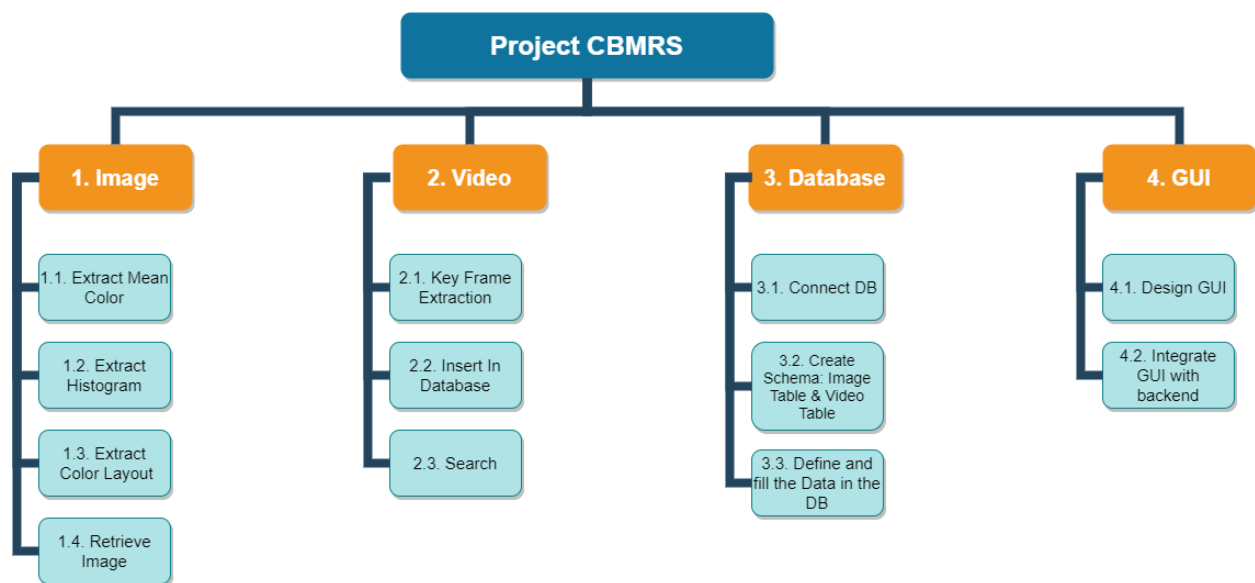 Project CBMRS
1. Image
2. Video
3. Database
4. GUI
1.1. Extract Mean
Color
1.2. Extract
Histogram
1.3. Extract
Color Layout
1.4. Retrieve
Image
2.1. Key Frame
Extraction
2.2. Insert In
Database
2.3. Search
3.1. Connect DB
3.2. Create
Schema: Image
Table & Video
Table
3.3. Define and
fill the Data in the
DB
4.1. Design GUI
4.2. Integrate
GUI with
backend